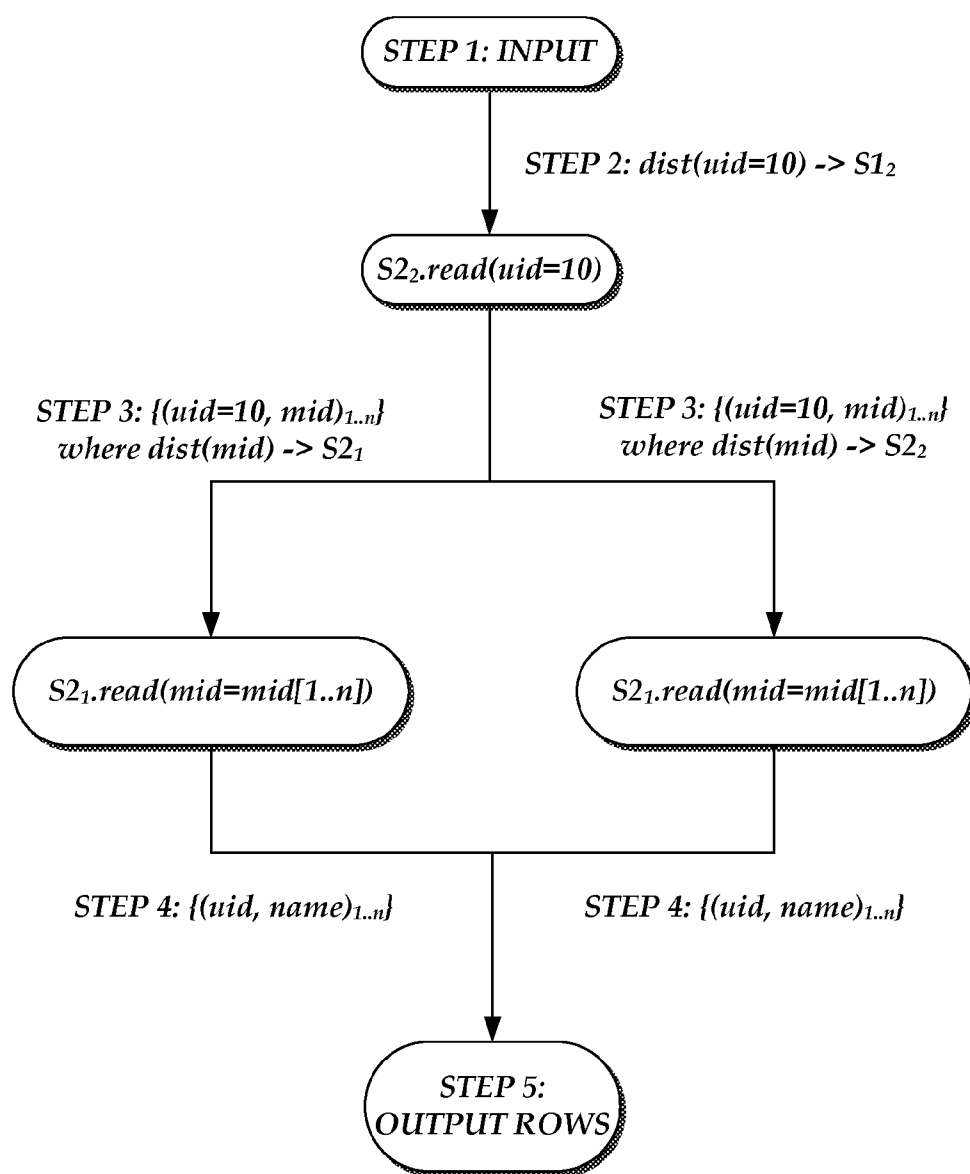 STEP 1: INPUT
STEP 2: dist(uid=10) -> S1₂
S2₂.read(uid=10)
STEP 3: {(uid=10, mid)₁..ₙ}
where dist(mid) -> S2₁
STEP 3: {(uid=10, mid)₁..ₙ}
where dist(mid) -> S2₂
S2₁.read(mid=mid[1..n])
S2₁.read(mid=mid[1..n])
STEP 4: {(uid, name)₁..ₙ}
STEP 4: {(uid, name)₁..ₙ}
STEP 5:
OUTPUT ROWS